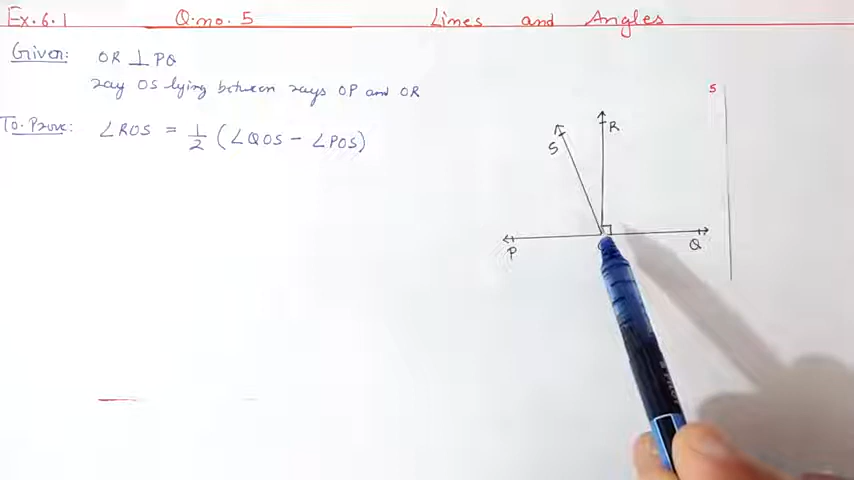 Ex. 6.1 Q.no. 5 Lines and Angles
Given: OR ⊥ PQ
ray OS lying between rays OP and OR
To Prove: ∠ROS = 1/2 (∠QOS - ∠POS)
5
R
S
P
Q